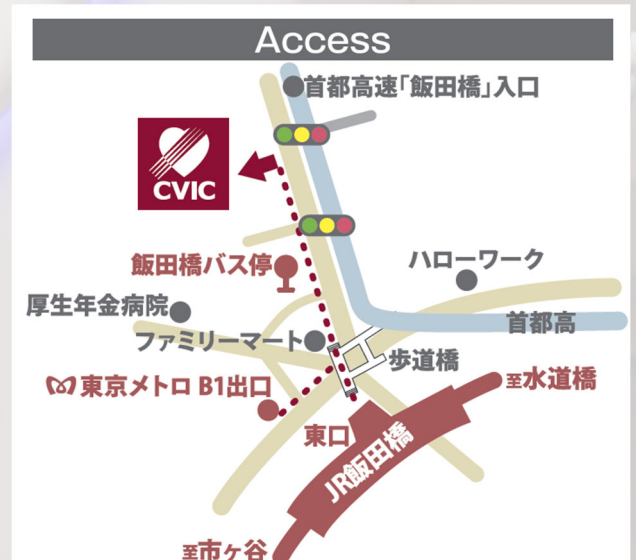 Access
首都高速「飯田橋」入口
CVIC
飯田橋バス停
ハローワーク
厚生年金病院
首都高
ファミリーマート
歩道橋
東京メトロ B1出口
至水道橋
東口
JR飯田橋
至市ヶ谷